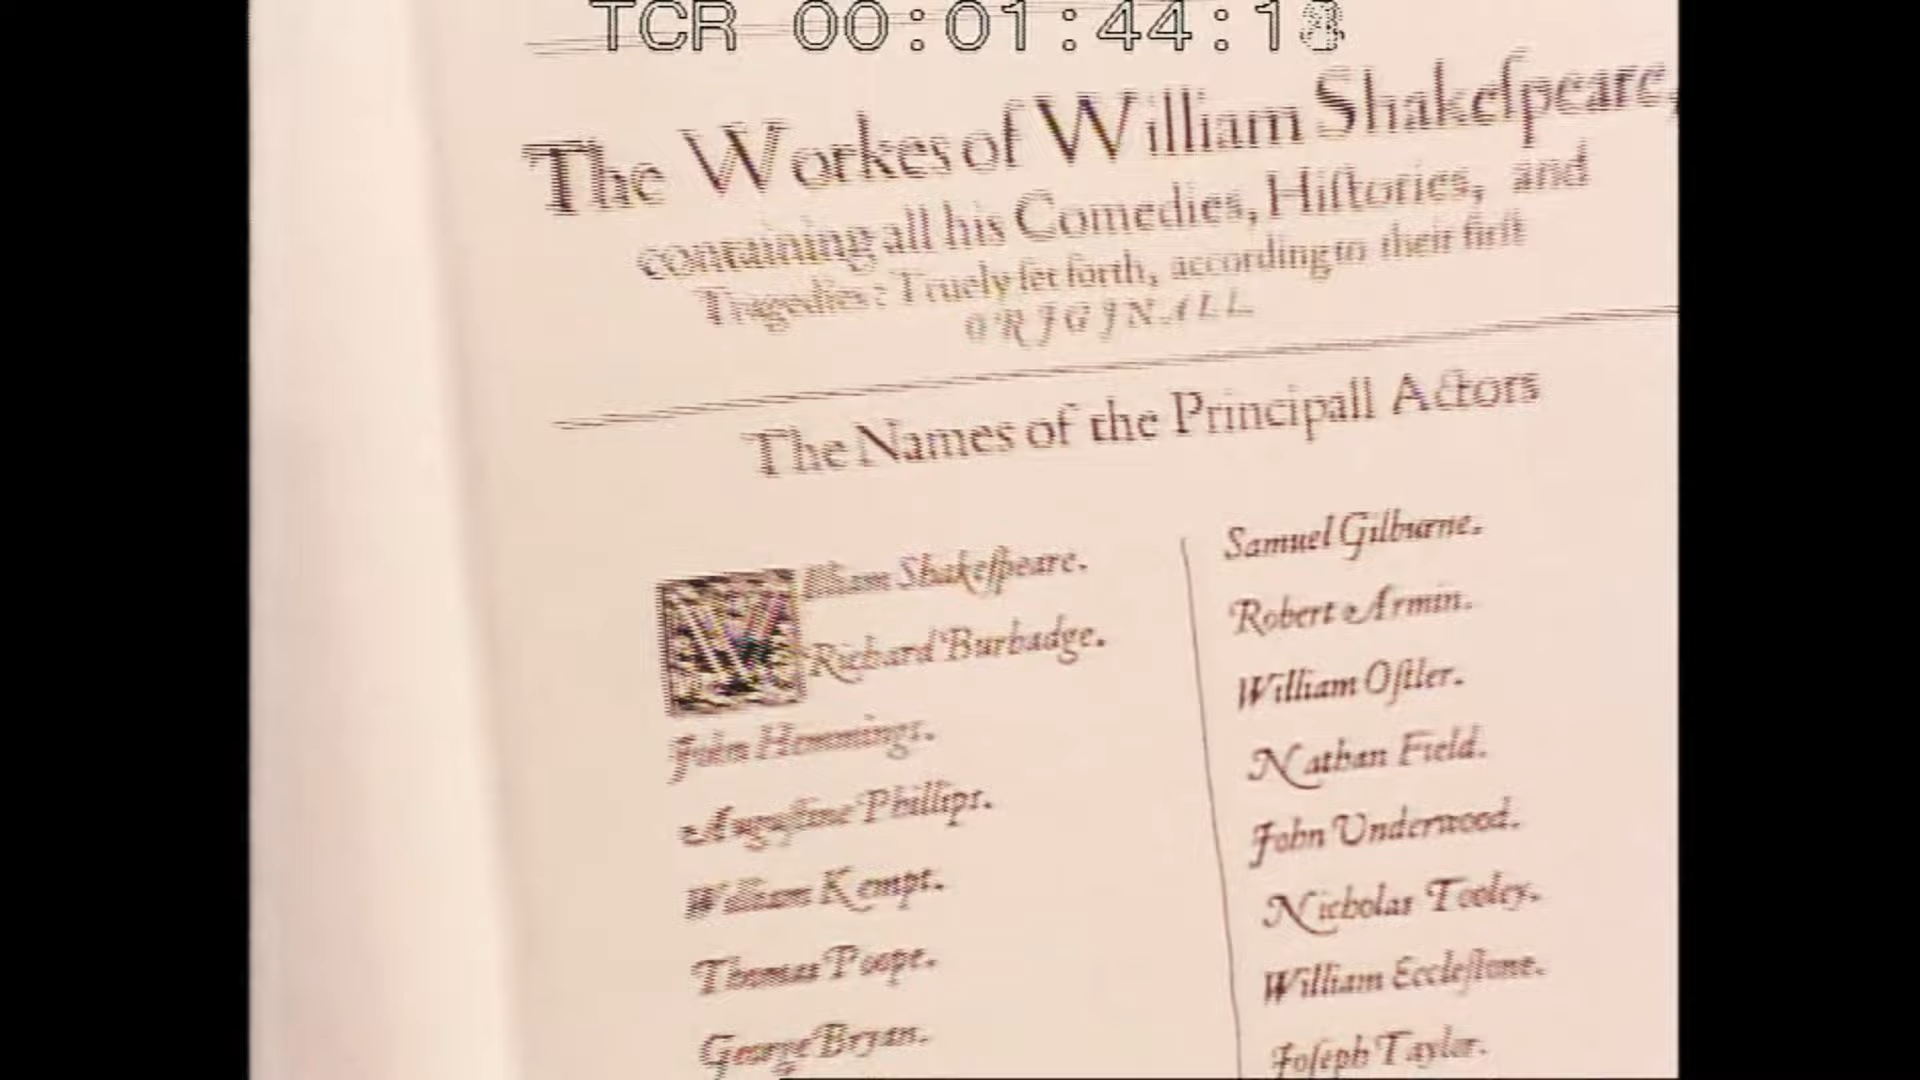 TCR 00:01:44:18
The Workes of William Shakeſpeare,
containing all his Comedies, Hiſtories, and
Tragedies: Truely ſet forth, according to their firſt
ORJGJNALL
The Names of the Principall Actors
William Shakeſpeare.
Richard Burbadge.
John Hemmings.
Auguſtine Phillips.
William Kempt.
Thomas Poope.
George Bryan.
Samuel Gilburne.
Robert Armin.
William Oſtler.
Nathan Field.
John Underwood.
Nicholas Tooley.
William Eccleſtone.
Joſeph Taylor.